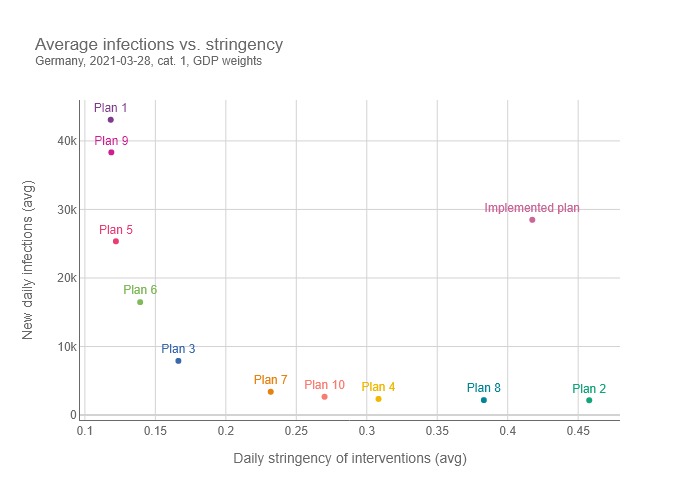 Average infections vs. stringency
Germany, 2021-03-28, cat. 1, GDP weights
Plan 1
40k
Plan 9
Implemented plan
30k
Plan 5
New daily infections (avg)
20k
Plan 6
10k
Plan 3
Plan 7
Plan 10
Plan 4
Plan 8
Plan 2
0
0.1
0.15
0.2
0.25
0.3
0.35
0.4
0.45
Daily stringency of interventions (avg)